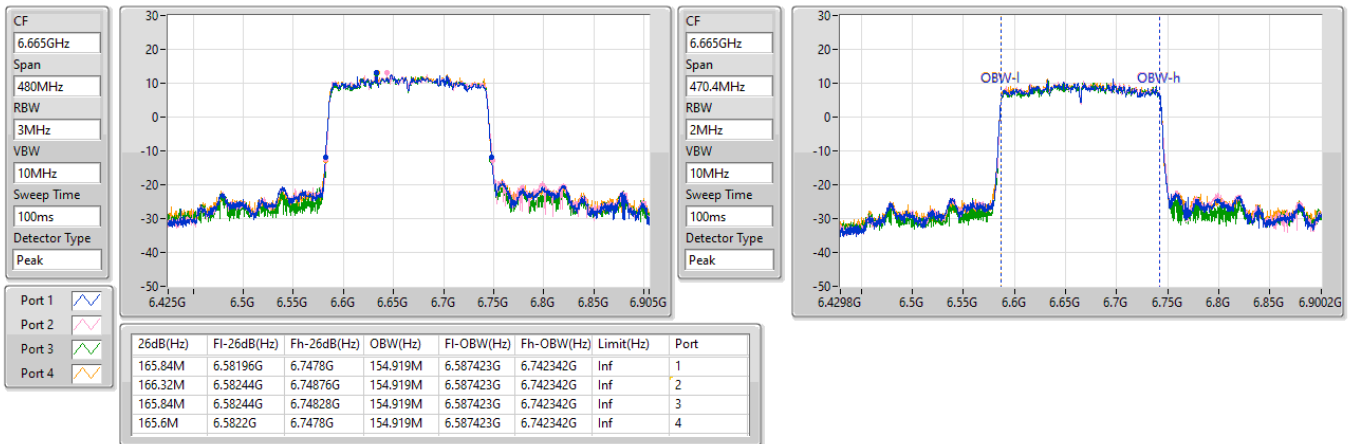 CF
6.665GHz
Span
480MHz
RBW
3MHz
VBW
10MHz
Sweep Time
100ms
Detector Type
Peak
30
20
10
0
-10
-20
-30
-40
-50
6.425G 6.5G 6.55G 6.6G 6.65G 6.7G 6.75G 6.8G 6.85G 6.905G
CF
6.665GHz
Span
470.4MHz
RBW
2MHz
VBW
10MHz
Sweep Time
100ms
Detector Type
Peak
30
20
10
0
-10
-20
-30
-40
-50
OBW-l OBW-h
6.4298G 6.5G 6.55G 6.6G 6.65G 6.7G 6.75G 6.8G 6.85G 6.9002G
Port 1
Port 2
Port 3
Port 4
26dB(Hz) Fl-26dB(Hz) Fh-26dB(Hz) OBW(Hz) Fl-OBW(Hz) Fh-OBW(Hz) Limit(Hz) Port
165.84M 6.58196G 6.7478G 154.919M 6.587423G 6.742342G Inf 1
166.32M 6.58244G 6.74876G 154.919M 6.587423G 6.742342G Inf 2
165.84M 6.58244G 6.74828G 154.919M 6.587423G 6.742342G Inf 3
165.6M 6.5822G 6.7478G 154.919M 6.587423G 6.742342G Inf 4